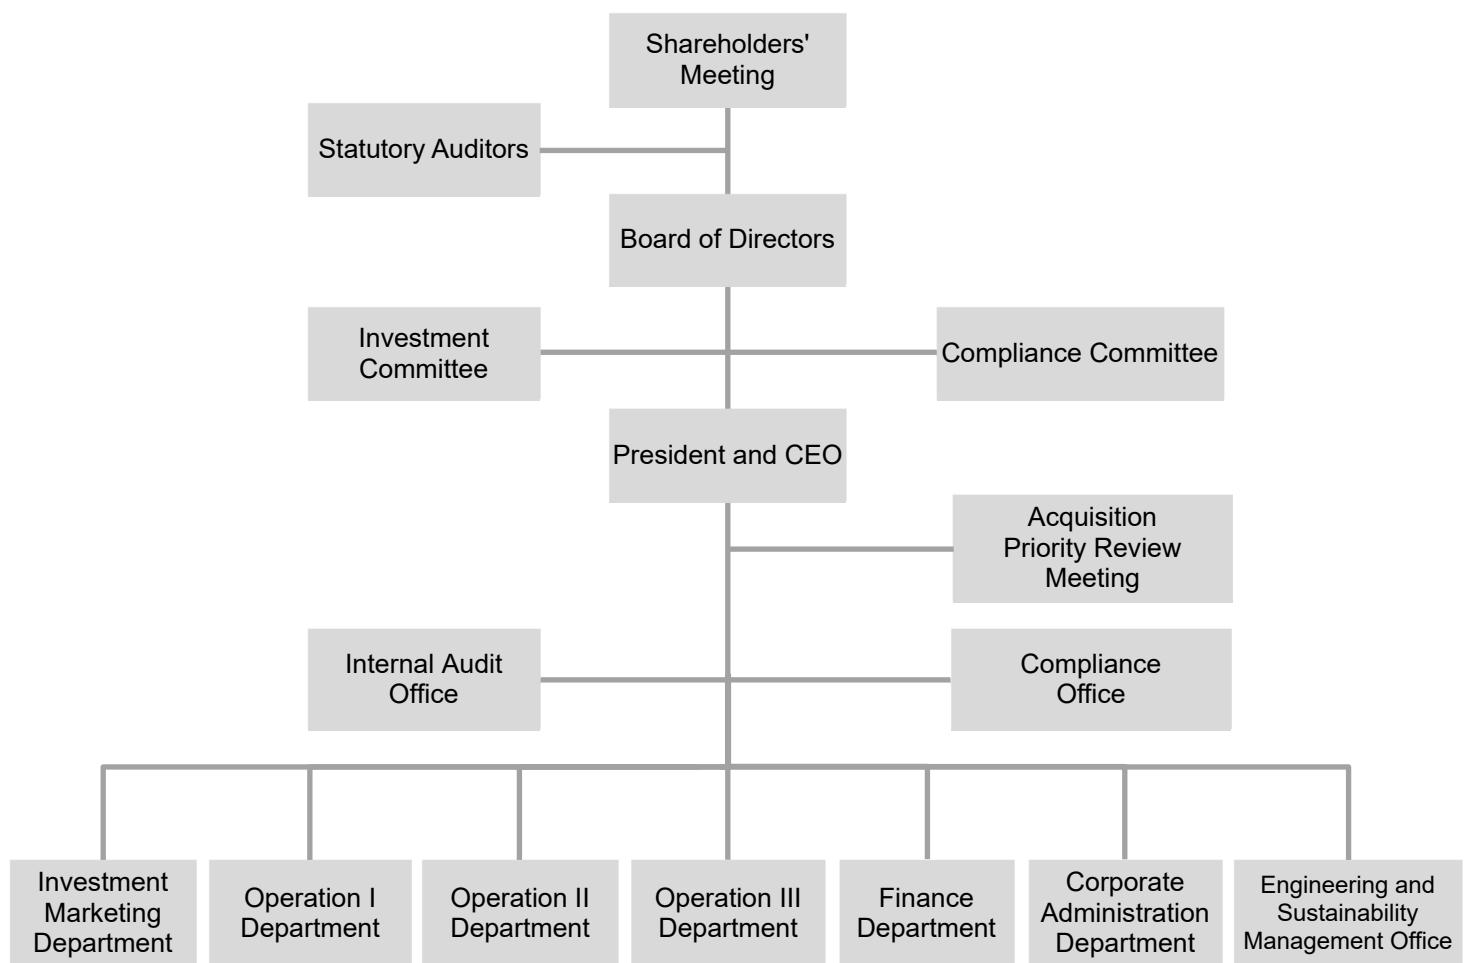 Shareholders'
Meeting
Statutory Auditors
Board of Directors
Investment
Committee
Compliance Committee
President and CEO
Acquisition
Priority Review
Meeting
Internal Audit
Office
Compliance
Office
Investment
Marketing
Department
Operation I
Department
Operation II
Department
Operation III
Department
Finance
Department
Corporate
Administration
Department
Engineering and
Sustainability
Management Office